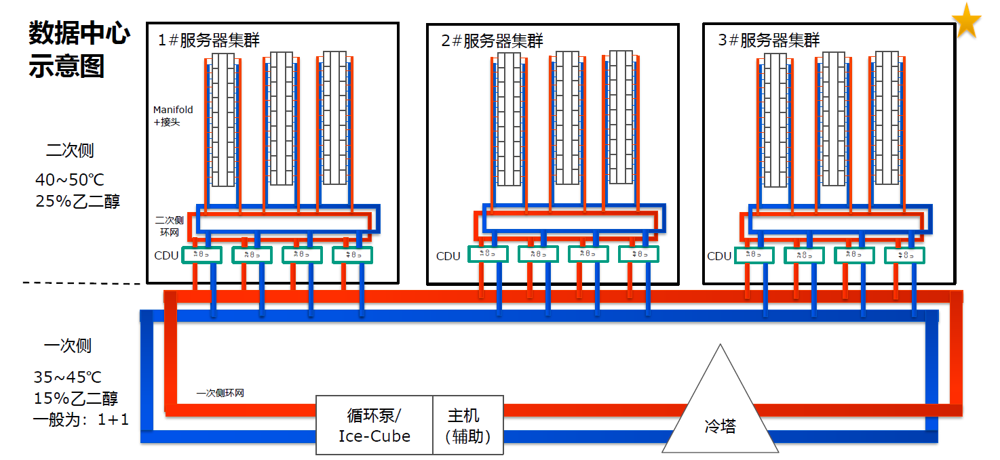 数据中心
示意图
1#服务器集群
2#服务器集群
3#服务器集群
Manifold
+接头
二次侧
40~50℃
25%乙二醇
二次侧
环网
CDU
CDU
CDU
一次侧
35~45℃
15%乙二醇
一般为：1+1
一次侧环网
循环泵/
Ice-Cube
主机
（辅助）
冷塔